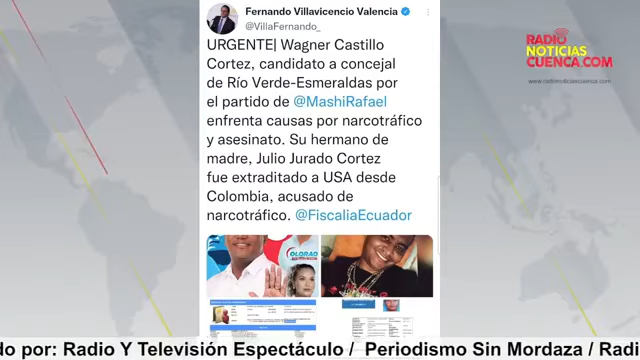 Fernando Villavicencio Valencia
@VillaFernando_
URGENTE| Wagner Castillo
Cortez, candidato a concejal
de Río Verde-Esmeraldas por
el partido de @MashiRafael
enfrenta causas por narcotráfico
y asesinato. Su hermano de
madre, Julio Jurado Cortez
fue extraditado a USA desde
Colombia, acusado de
narcotráfico. @FiscaliaEcuador
RADIO
NOTICIAS
CUENCA.COM
www.radionoticiascuenca.com
COLORAO
do por: Radio Y Televisión Espectáculo / Periodismo Sin Mordaza / Radi